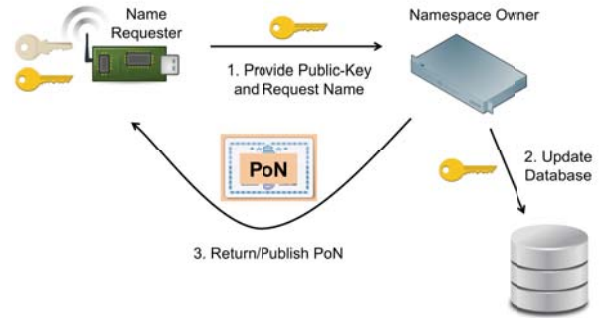 Name
Requester
Namespace Owner
1. Provide Public-Key
and Request Name
PoN
2. Update
Database
3. Return/Publish PoN